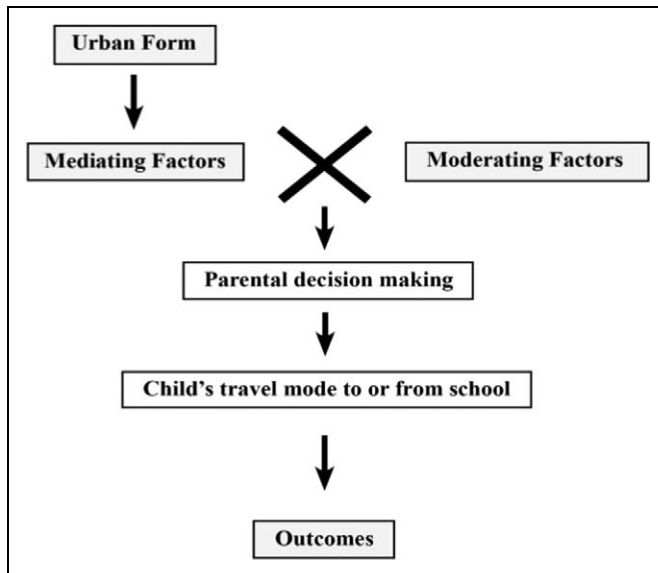 Urban Form
Mediating Factors
Moderating Factors
Parental decision making
Child's travel mode to or from school
Outcomes